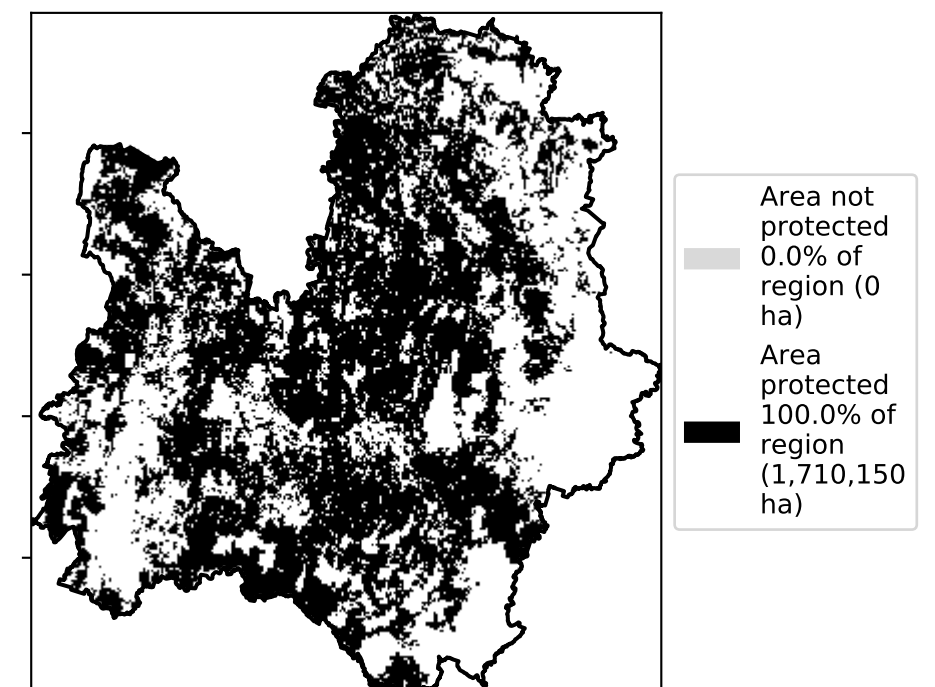 Area not
protected
0.0% of
region (0
ha)
Area
protected
100.0% of
region
(1,710,150
ha)